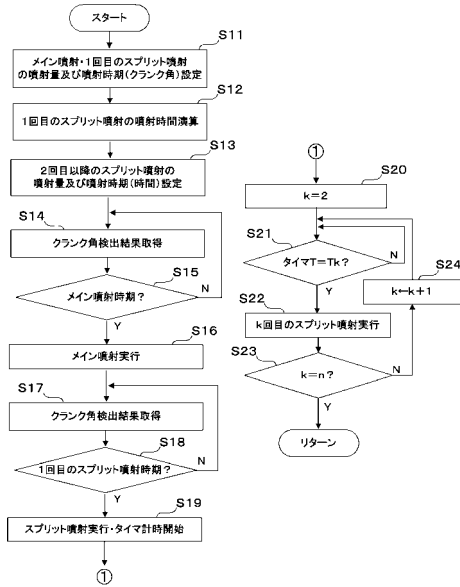 スタート
S11
メイン噴射・1回目のスプリット噴射
の噴射量及び噴射時期(クランク角)設定
S12
1回目のスプリット噴射の噴射時間演算
S13
2回目以降のスプリット噴射の
噴射量及び噴射時期(時間)設定
S14
クランク角検出結果取得
S15
メイン噴射時期?
N
Y
S16
メイン噴射実行
S17
クランク角検出結果取得
S18
1回目のスプリット噴射時期?
N
Y
S19
スプリット噴射実行・タイマ計時開始
①
①
S20
k=2
S21
タイマT=Tk?
N
Y
S24
k←k+1
S22
k回目のスプリット噴射実行
S23
k=n?
N
Y
リターン